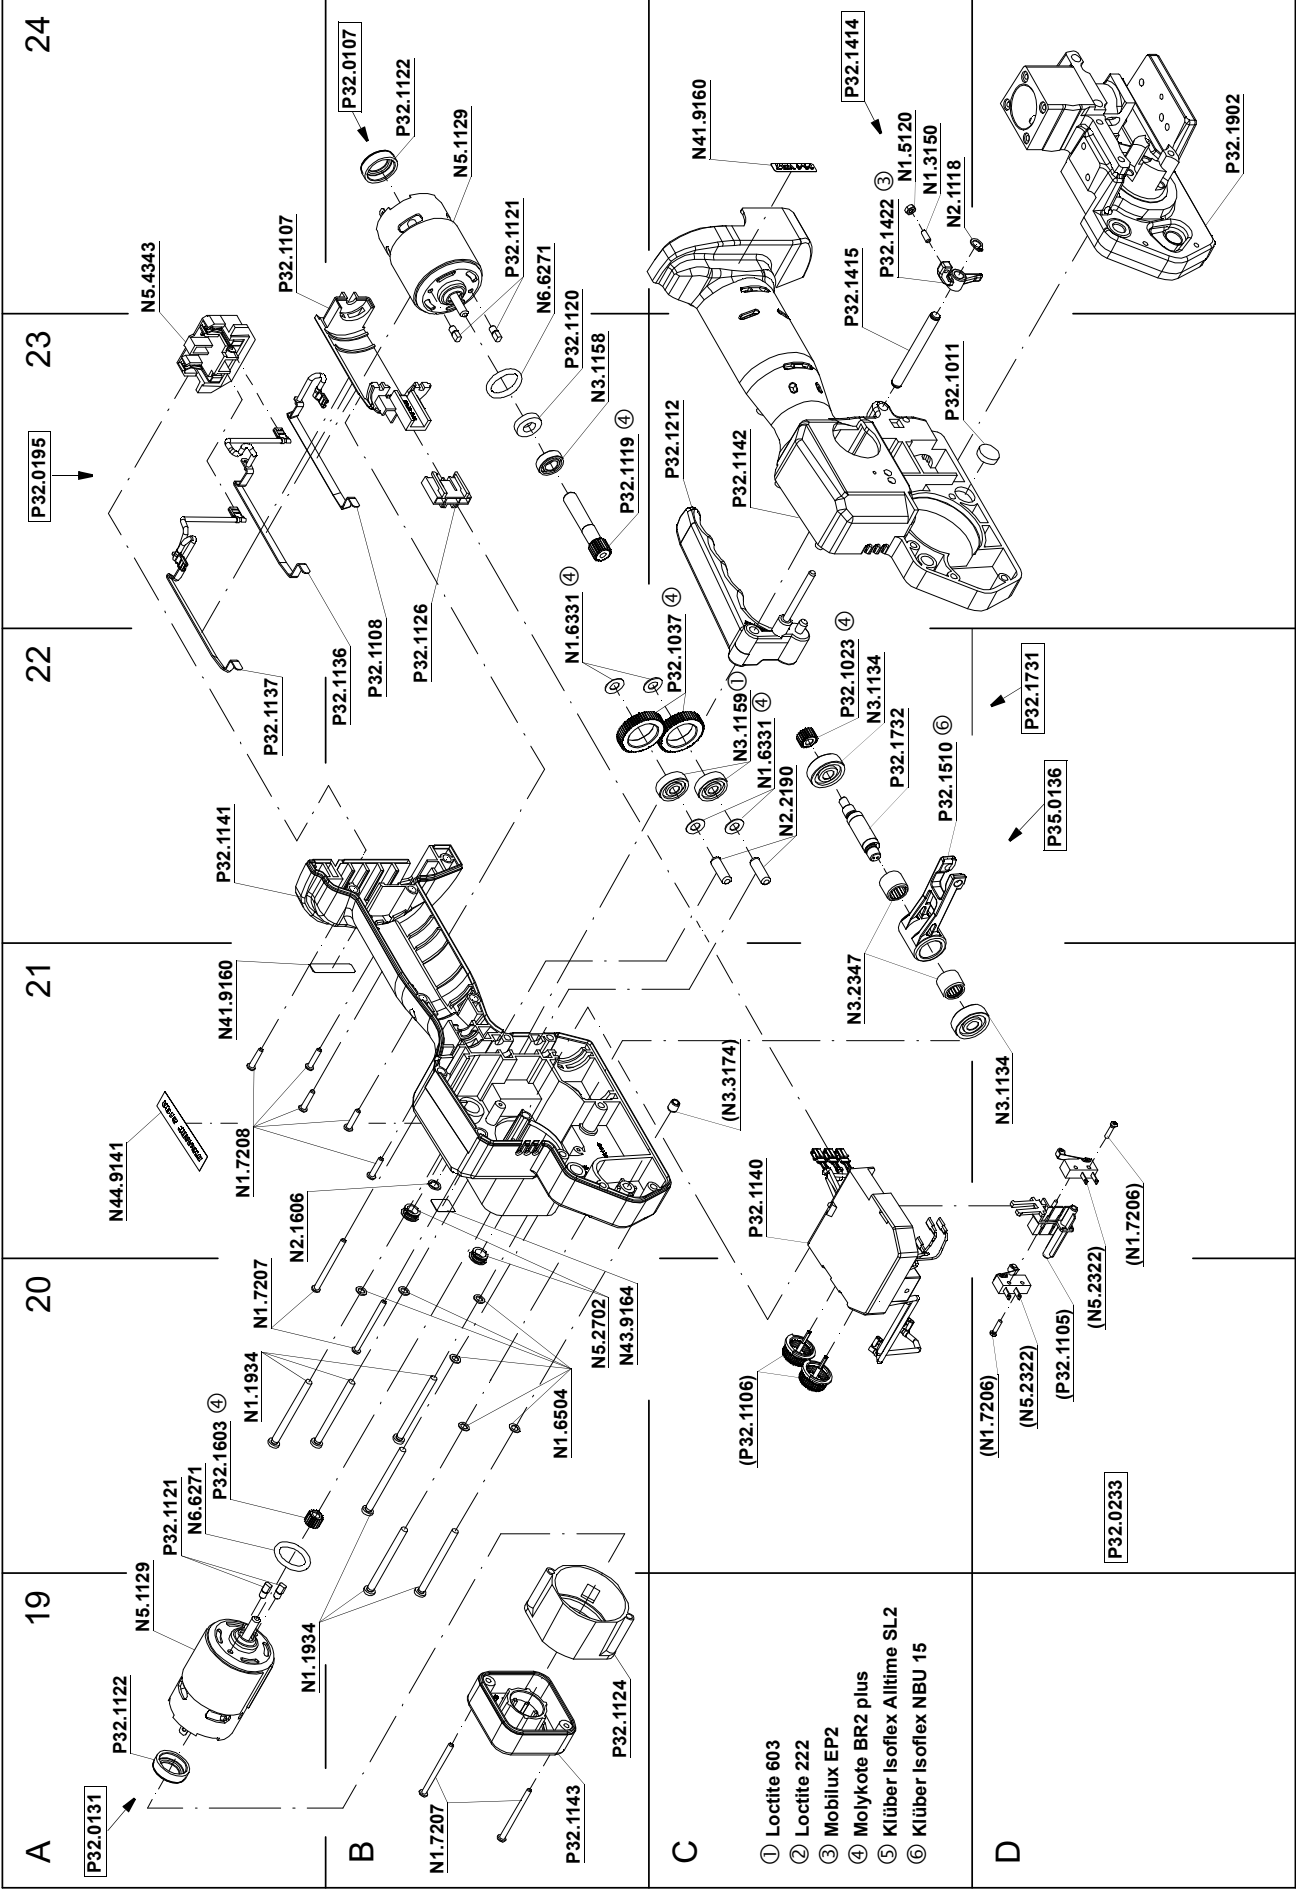 19
20
21
22
23
24
A
B
C
D
P32.0131
P32.1122
N5.1129
P32.1121
N6.6271
P32.1603 ④
N1.1934
N1.7207
N2.1606
N1.7208
N44.9141
N41.9160
P32.1141
P32.1137
P32.1136
P32.1108
P32.1126
P32.0195
N5.4343
P32.1107
P32.0107
P32.1122
N5.1129
P32.1121
N6.6271
P32.1120
N3.1158
P32.1119 ④
N1.1934
N1.6504
N5.2702
N43.9164
N1.7207
P32.1143
P32.1124
(N3.3174)
N1.6331 ④
P32.1037 ④
N3.1159 ①
N1.6331 ④
N2.2190
P32.1212
P32.1142
N41.9160
P32.1414
N1.5120
N1.3150
N2.1118
P32.1422 ③
P32.1415
P32.1011
P32.1902
P32.1023 ④
N3.1134
P32.1732
P32.1510 ⑥
P32.1731
P35.0136
N3.2347
N3.1134
P32.1140
(P32.1106)
(N1.7206)
(N5.2322)
(P32.1105)
(N5.2322)
(N1.7206)
P32.0233
① Loctite 603
② Loctite 222
③ Mobilux EP2
④ Molykote BR2 plus
⑤ Klüber Isoflex Alltime SL2
⑥ Klüber Isoflex NBU 15